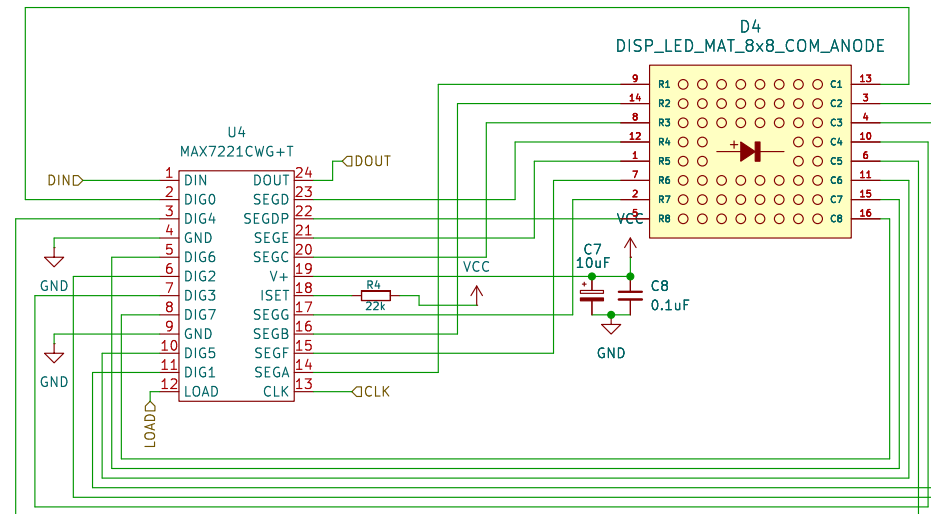 D4
DISP_LED_MAT_8x8_COM_ANODE
9 R1 C1 13
14 R2 C2 3
8 R3 C3 4
12 R4 C4 10
1 R5 C5 6
7 R6 C6 11
2 R7 C7 15
5 R8 C8 16
+
U4
MAX7221CWG+T
DOUT
DIN
1 DIN DOUT 24
2 DIG0 SEGD 23
3 DIG4 SEGDP 22
4 GND SEGE 21
5 DIG6 SEGC 20
6 DIG2 V+ 19
7 DIG3 ISET 18
8 DIG7 SEGG 17
9 GND SEGB 16
10 DIG5 SEGF 15
11 DIG1 SEGA 14
12 LOAD CLK 13
CLK
LOAD
GND
GND
R4
22k
VCC
VCC
C7
10uF
+
C8
0.1uF
GND